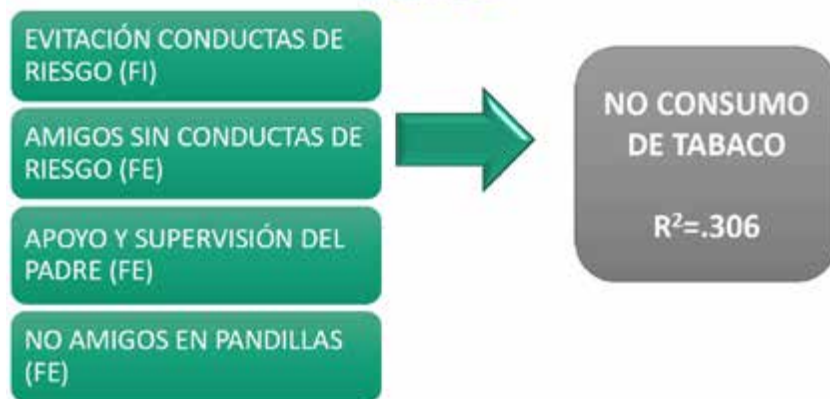 EVITACIÓN CONDUCTAS DE
RIESGO (FI)
AMIGOS SIN CONDUCTAS DE
RIESGO (FE)
APOYO Y SUPERVISIÓN DEL
PADRE (FE)
NO AMIGOS EN PANDILLAS
(FE)
NO CONSUMO
DE TABACO
R²=.306